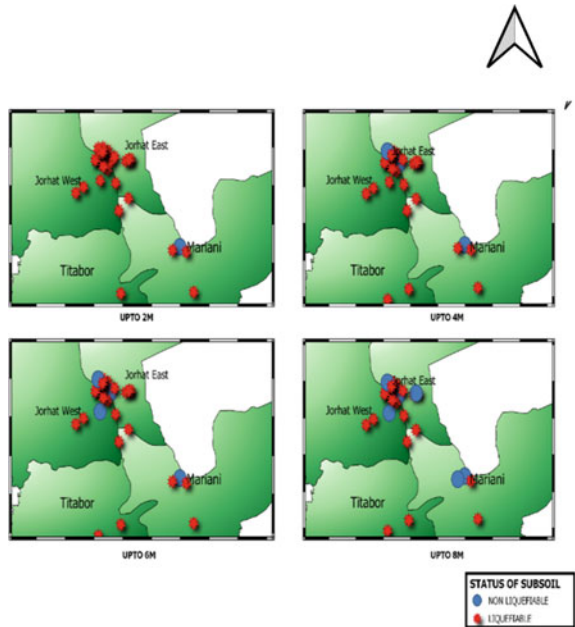 Jorhat East
Jorhat West
Mariani
Titabor
UPTO 2M
Jorhat East
Jorhat West
Mariani
Titabor
UPTO 4M
Jorhat East
Jorhat West
Mariani
Titabor
UPTO 6M
Jorhat East
Jorhat West
Mariani
Titabor
UPTO 8M
STATUS OF SUBSOIL
NON LIQUEFIABLE
LIQUEFIABLE